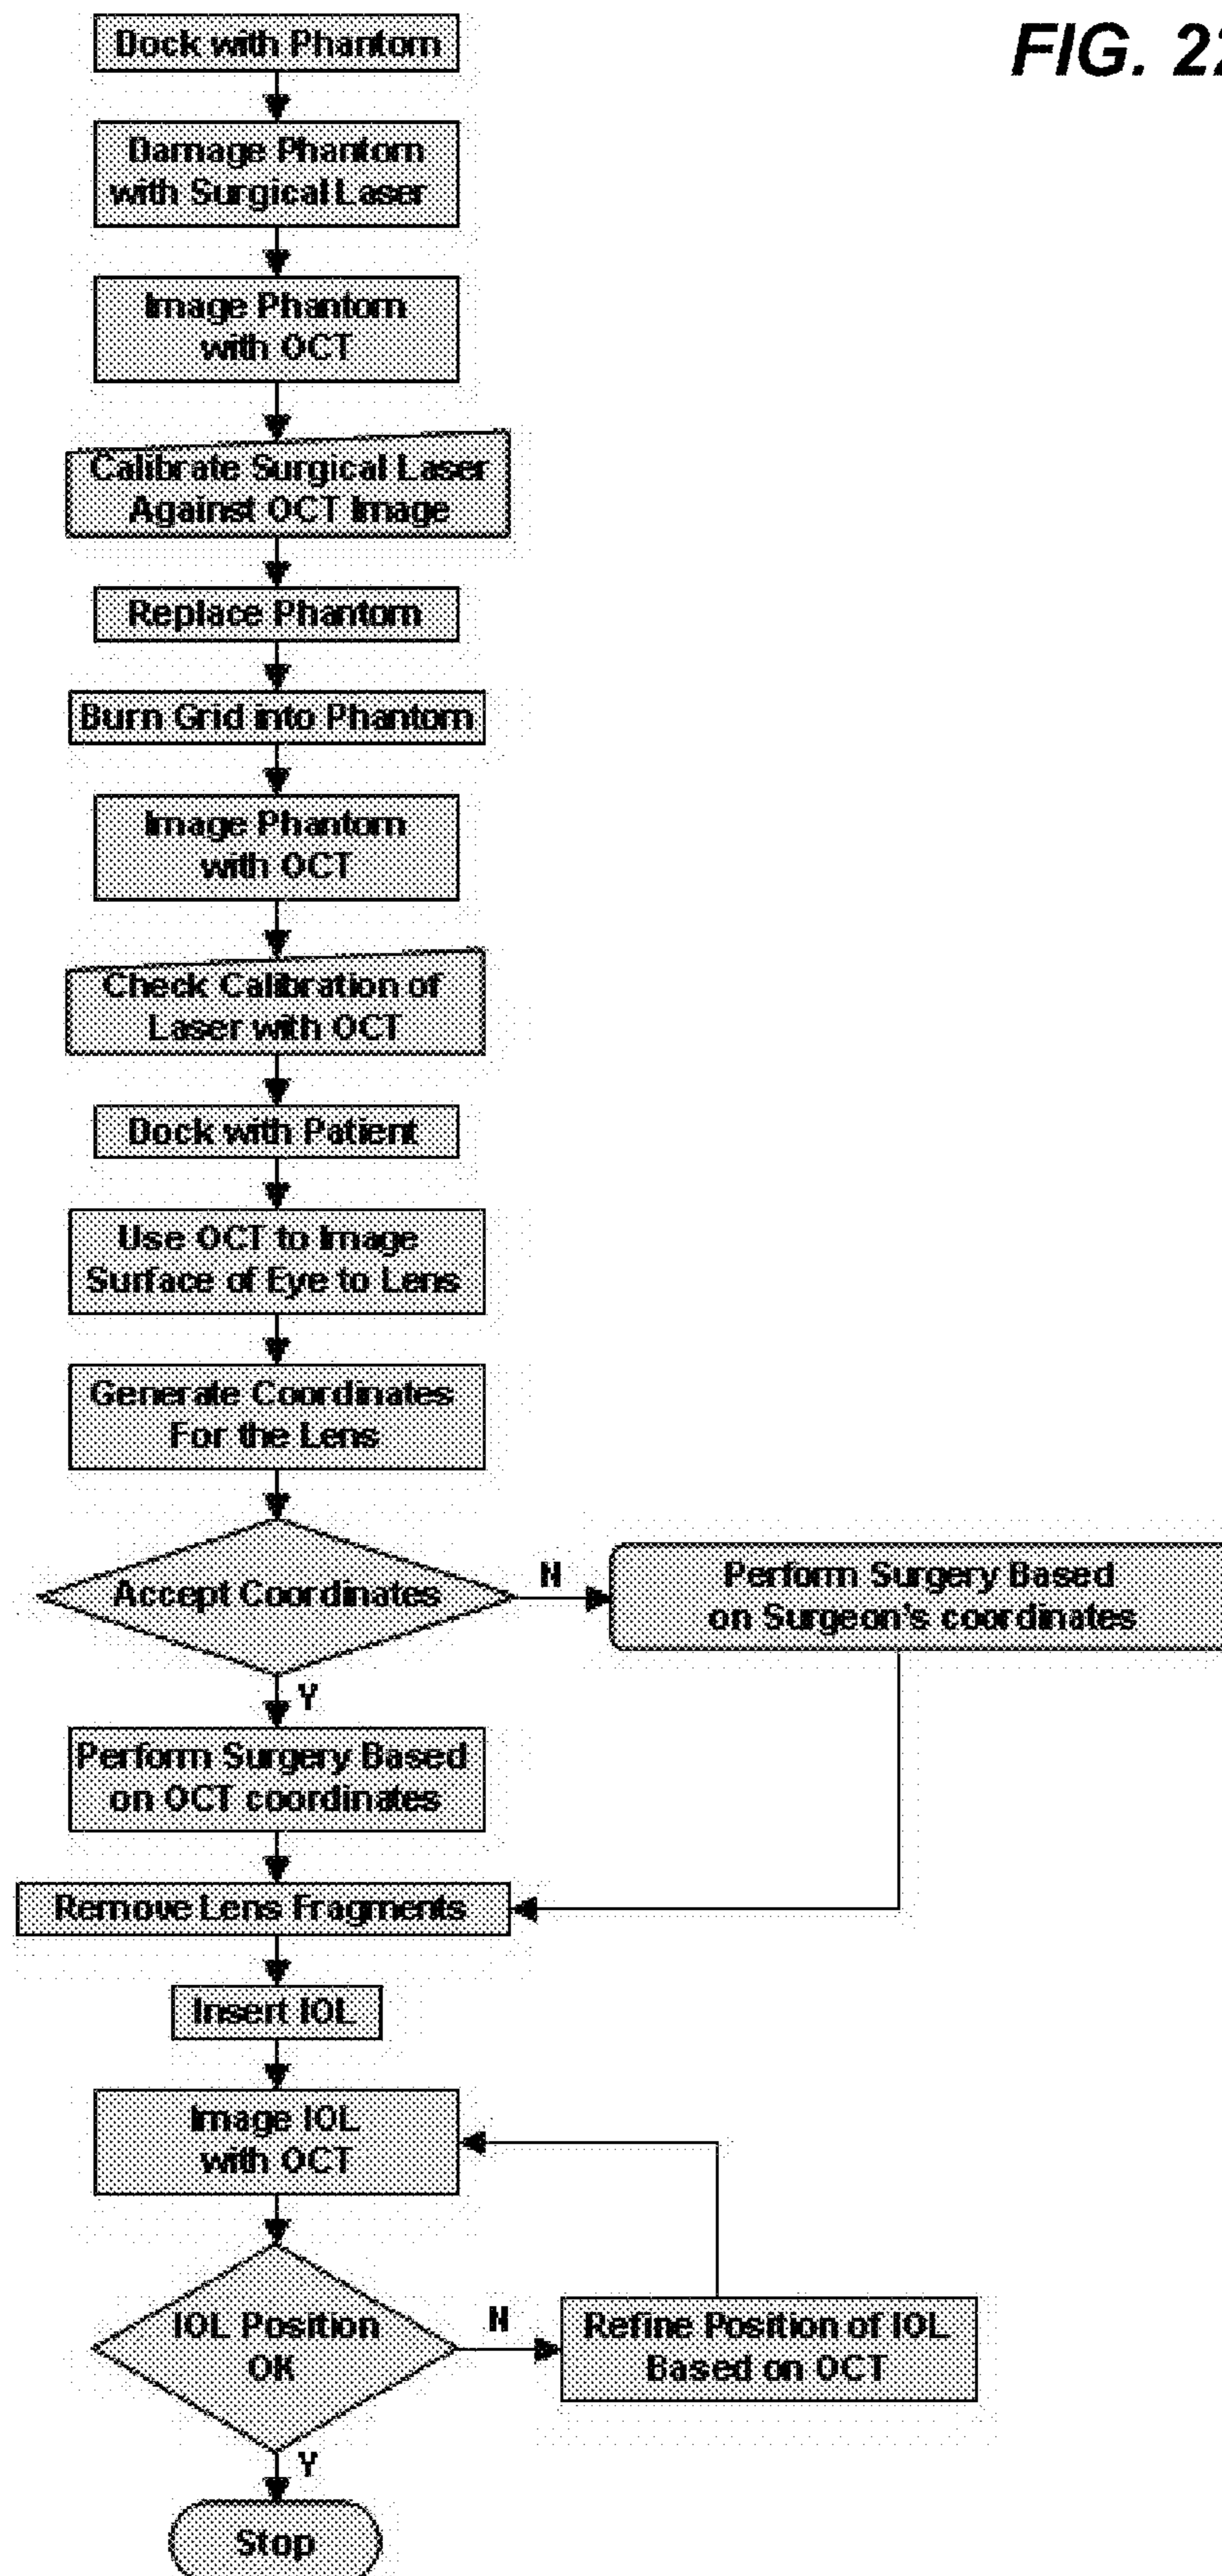 FIG. 22
Dock with Phantom
Damage Phantom
with Surgical Laser
Image Phantom
with OCT
Calibrate Surgical Laser
Against OCT Image
Replace Phantom
Burn Grid into Phantom
Image Phantom
with OCT
Check Calibration of
Laser with OCT
Dock with Patient
Use OCT to Image
Surface of Eye to Lens
Generate Coordinates
For the Lens
Accept Coordinates
N
Perform Surgery Based
on Surgeon's coordinates
Y
Perform Surgery Based
on OCT coordinates
Remove Lens Fragments
Insert IOL
Image IOL
with OCT
IOL Position
OK
N
Refine Position of IOL
Based on OCT
Y
Stop